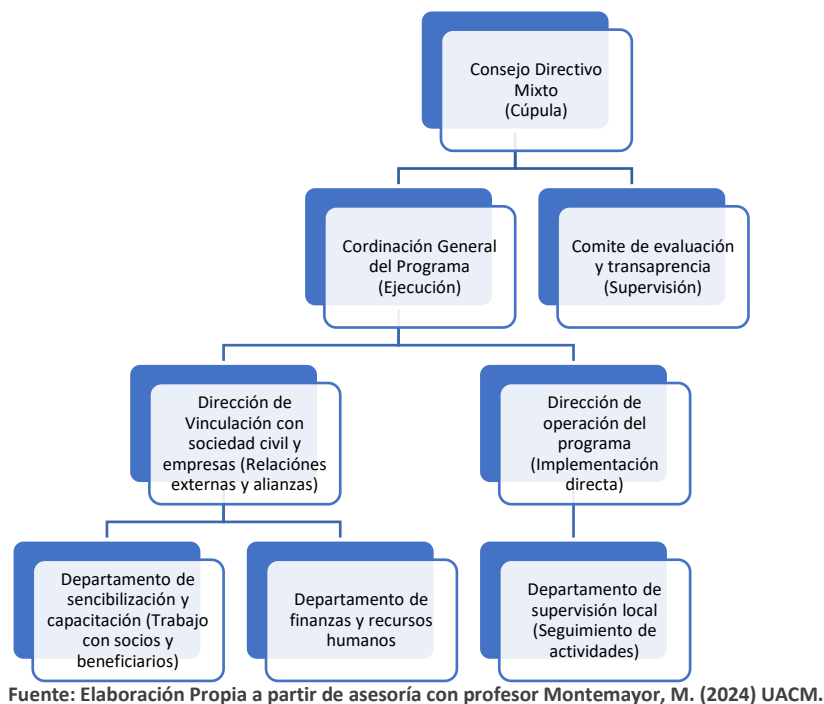 Consejo Directivo
Mixto
(Cúpula)
Cordinación General
del Programa
(Ejecución)
Comite de evaluación
y transaprencia
(Supervisión)
Dirección de
Vinculación con
sociedad civil y
empresas (Relaciónes
externas y alianzas)
Dirección de
operación del
programa
(Implementación
directa)
Departamento de
sencibilización y
capacitación (Trabajo
con socios y
beneficiarios)
Departamento de
finanzas y recursos
humanos
Departamento de
supervisión local
(Seguimiento de
actividades)
Fuente: Elaboración Propia a partir de asesoría con profesor Montemayor, M. (2024) UACM.